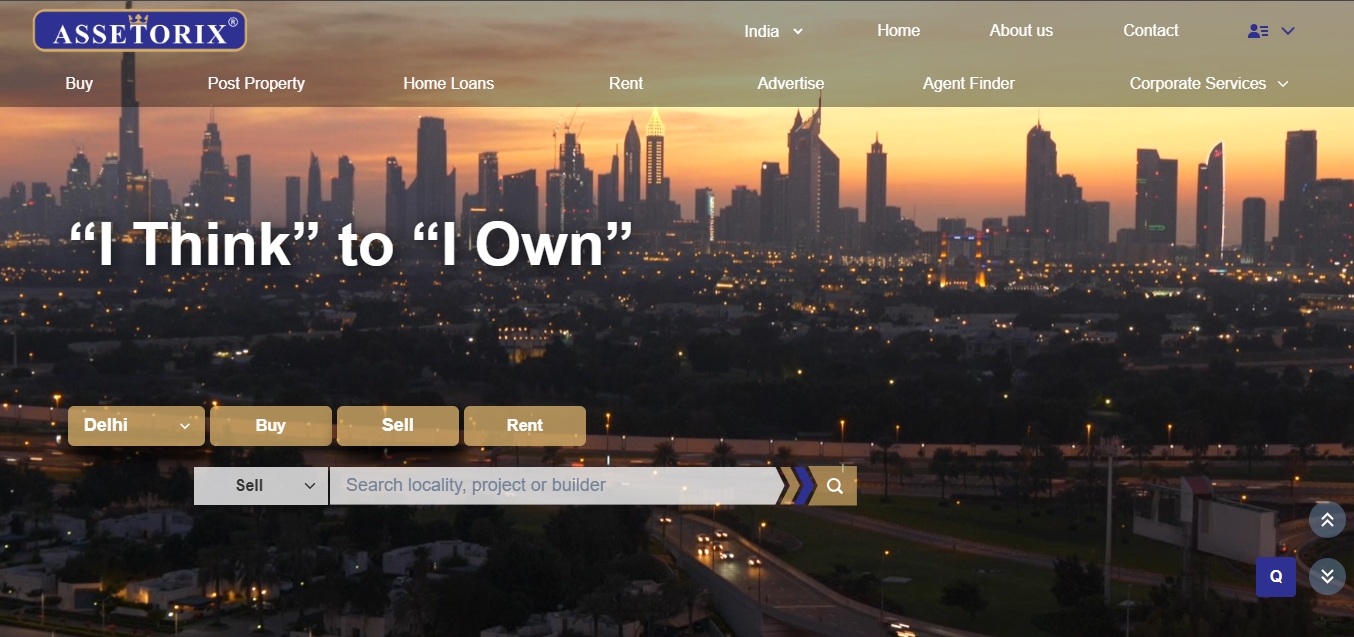 ASSETORIX®
India
Home
About us
Contact
Buy
Post Property
Home Loans
Rent
Advertise
Agent Finder
Corporate Services
“I Think” to “I Own”
Delhi
Buy
Sell
Rent
Sell
Search locality, project or builder
Q